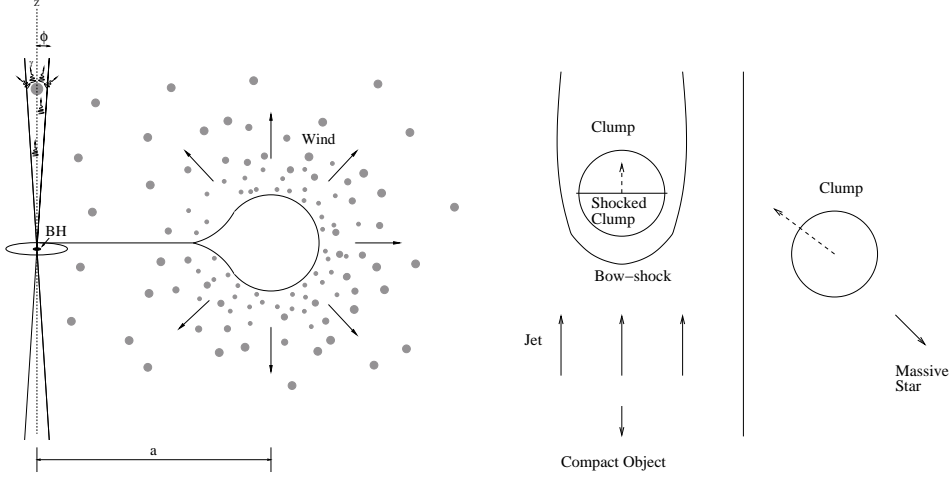 z
ϕ
γ
Wind
BH
a
Clump
Shocked
Clump
Bow−shock
Jet
Compact Object
Clump
Massive
Star